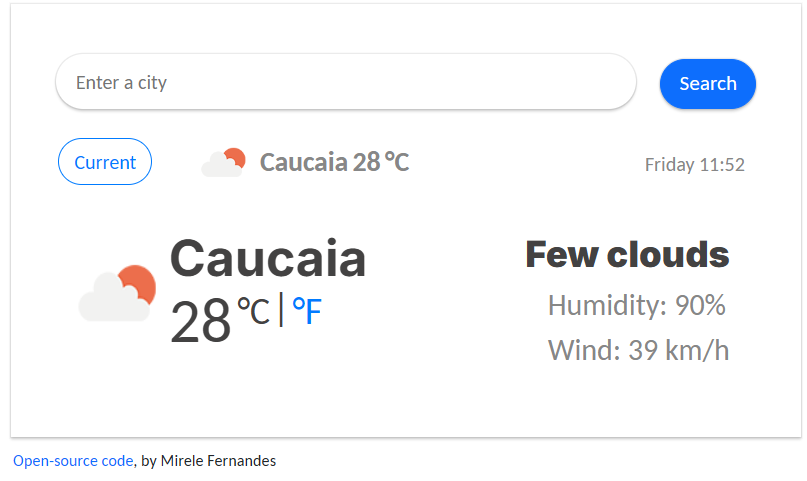 Enter a city
Search
Current
Caucaia 28 °C
Friday 11:52
Caucaia
28 °C | °F
Few clouds
Humidity: 90%
Wind: 39 km/h
Open-source code, by Mirele Fernandes